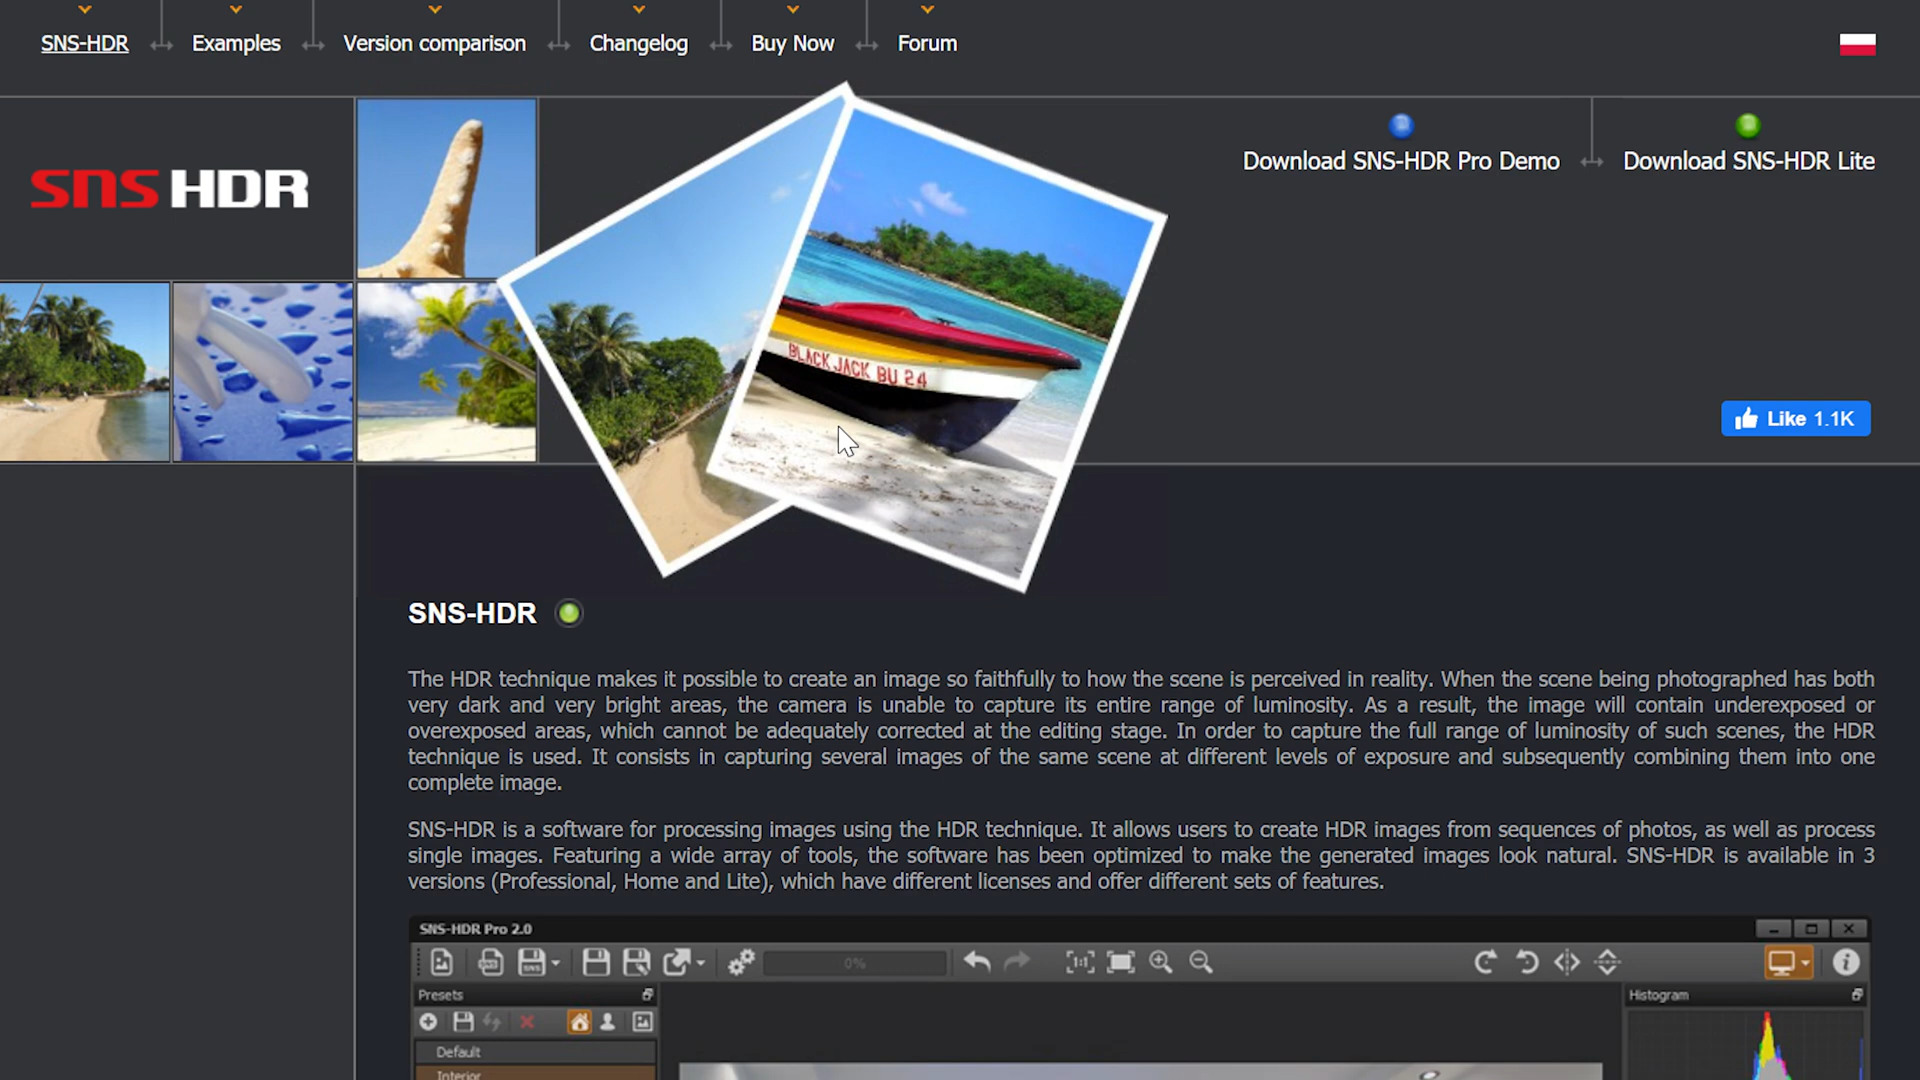 SNS-HDR
Examples
Version comparison
Changelog
Buy Now
Forum
SNS HDR
Download SNS-HDR Pro Demo
Download SNS-HDR Lite
BLACK JACK BU 24
Like 1.1K
SNS-HDR
The HDR technique makes it possible to create an image so faithfully to how the scene is perceived in reality. When the scene being photographed has both
very dark and very bright areas, the camera is unable to capture its entire range of luminosity. As a result, the image will contain underexposed or
overexposed areas, which cannot be adequately corrected at the editing stage. In order to capture the full range of luminosity of such scenes, the HDR
technique is used. It consists in capturing several images of the same scene at different levels of exposure and subsequently combining them into one
complete image.
SNS-HDR is a software for processing images using the HDR technique. It allows users to create HDR images from sequences of photos, as well as process
single images. Featuring a wide array of tools, the software has been optimized to make the generated images look natural. SNS-HDR is available in 3
versions (Professional, Home and Lite), which have different licenses and offer different sets of features.
SNS-HDR Pro 2.0
0%
1:1
Presets
Histogram
Default
Interior